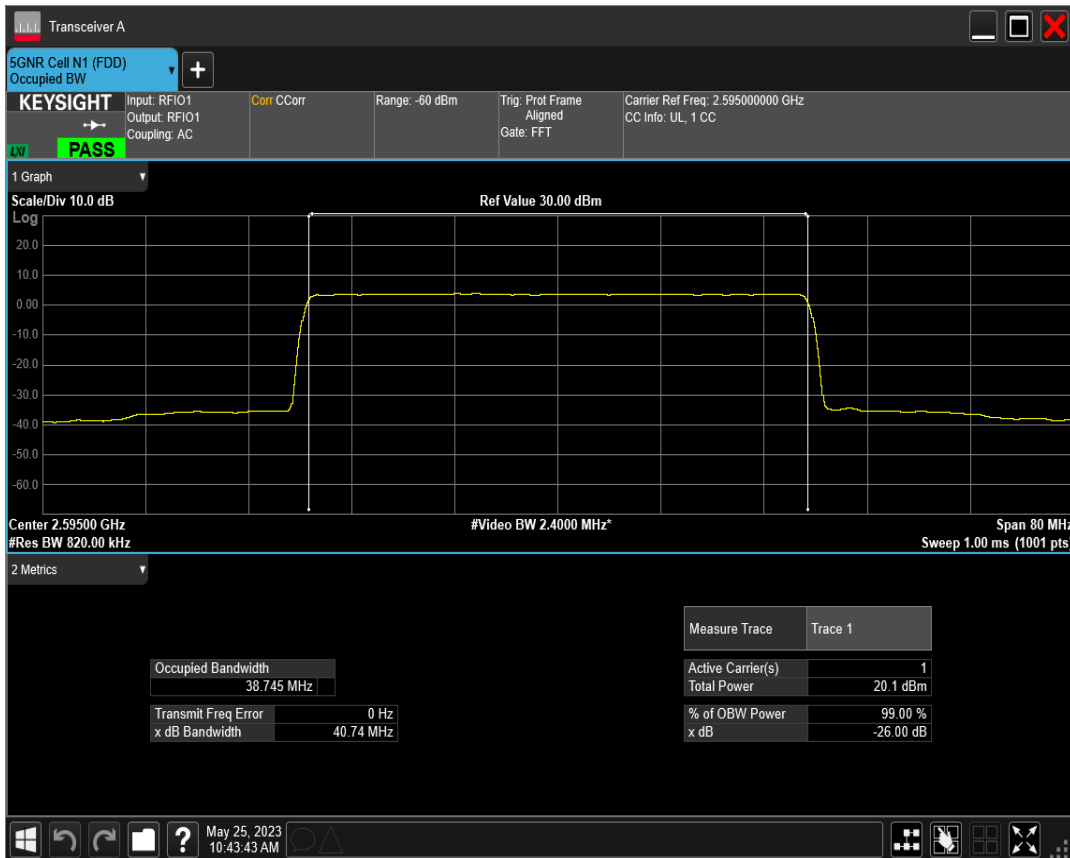 Transceiver A
5GNR Cell N1 (FDD)
Occupied BW
+
KEYSIGHT
LXI
PASS
Input: RFIO1
Output: RFIO1
Coupling: AC
Corr CCorr
Range: -60 dBm
Trig: Prot Frame
Aligned
Gate: FFT
Carrier Ref Freq: 2.595000000 GHz
CC Info: UL, 1 CC
1 Graph
Scale/Div 10.0 dB
Ref Value 30.00 dBm
Log
20.0
10.0
0.00
-10.0
-20.0
-30.0
-40.0
-50.0
-60.0
Center 2.59500 GHz
#Video BW 2.4000 MHz*
Span 80 MHz
#Res BW 820.00 kHz
Sweep 1.00 ms (1001 pts)
2 Metrics
Measure Trace Trace 1
Occupied Bandwidth
38.745 MHz
Active Carrier(s) 1
Total Power 20.1 dBm
Transmit Freq Error 0 Hz
x dB Bandwidth 40.74 MHz
% of OBW Power 99.00 %
x dB -26.00 dB
?
May 25, 2023
10:43:43 AM